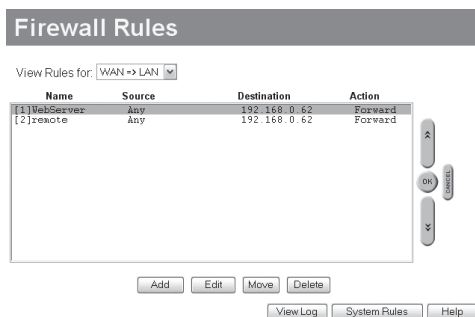 Firewall Rules
View Rules for: WAN => LAN
Name Source Destination Action
[1]WebServer Any 192.168.0.62 Forward
[2]remote Any 192.168.0.62 Forward
OK CANCEL
Add Edit Move Delete
View Log System Rules Help